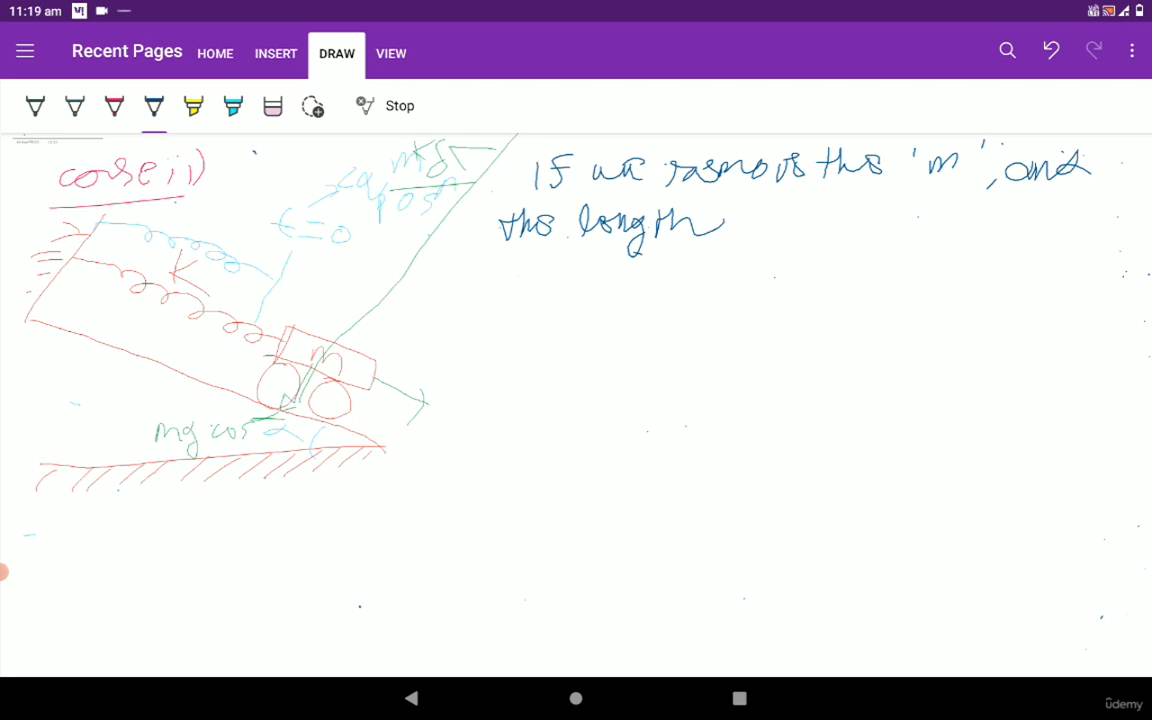 11:19 am
Recent Pages HOME INSERT DRAW VIEW
Stop
case ii)
If we remove the 'm', and
the length
t = 0
K
m
mg cos α
ûdemy